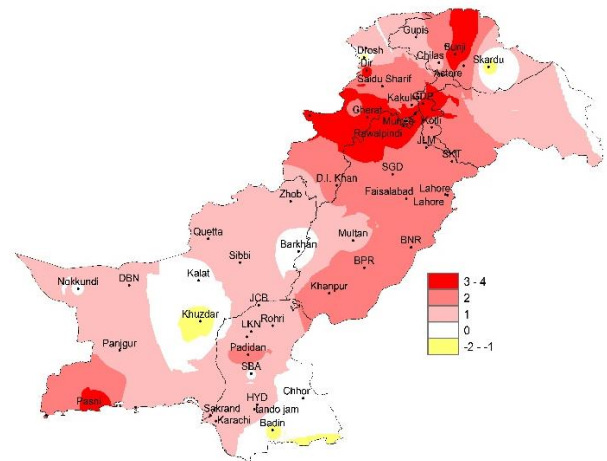 Gupis
Bunji
Drosh
Chilas
Skardu
Dir
Astore
Saidu Sharif
Kakul
GDP
Gherat
Murree
Kotli
Rawalpindi
JLM
SKT
SGD
D.I. Khan
Faisalabad
Lahore
Lahore
Zhob
Quetta
Multan
BNR
Barkhan
Sibbi
BPR
Nokkundi
DBN
Kalat
Khanpur
JCB
Khuzdar
Rohri
LKN
Panjgur
Padidan
SBA
Chhor
Pasni
HYD
Tando jam
Sakrand
Karachi
Badin
3 - 4
2
1
0
-2 - -1